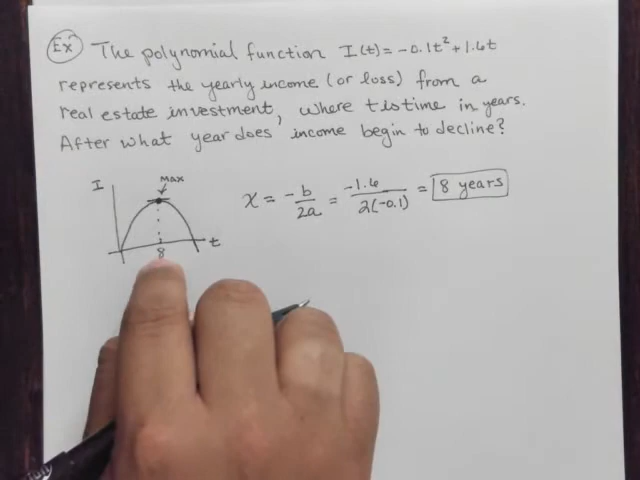 Ex The polynomial function I(t) = -0.1t² + 1.6t
represents the yearly income (or loss) from a
real estate investment, where t is time in years.
After what year does income begin to decline?
I
MAX
t
8
x = -b/2a = -1.6/2(-0.1) = 8 years